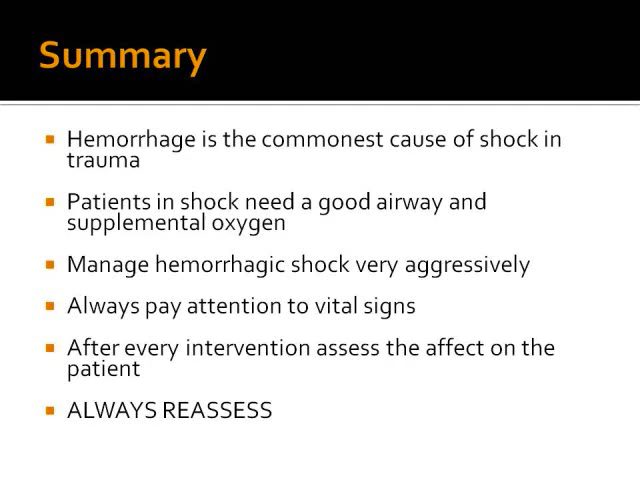 Summary
Hemorrhage is the commonest cause of shock in
trauma
Patients in shock need a good airway and
supplemental oxygen
Manage hemorrhagic shock very aggressively
Always pay attention to vital signs
After every intervention assess the affect on the
patient
ALWAYS REASSESS